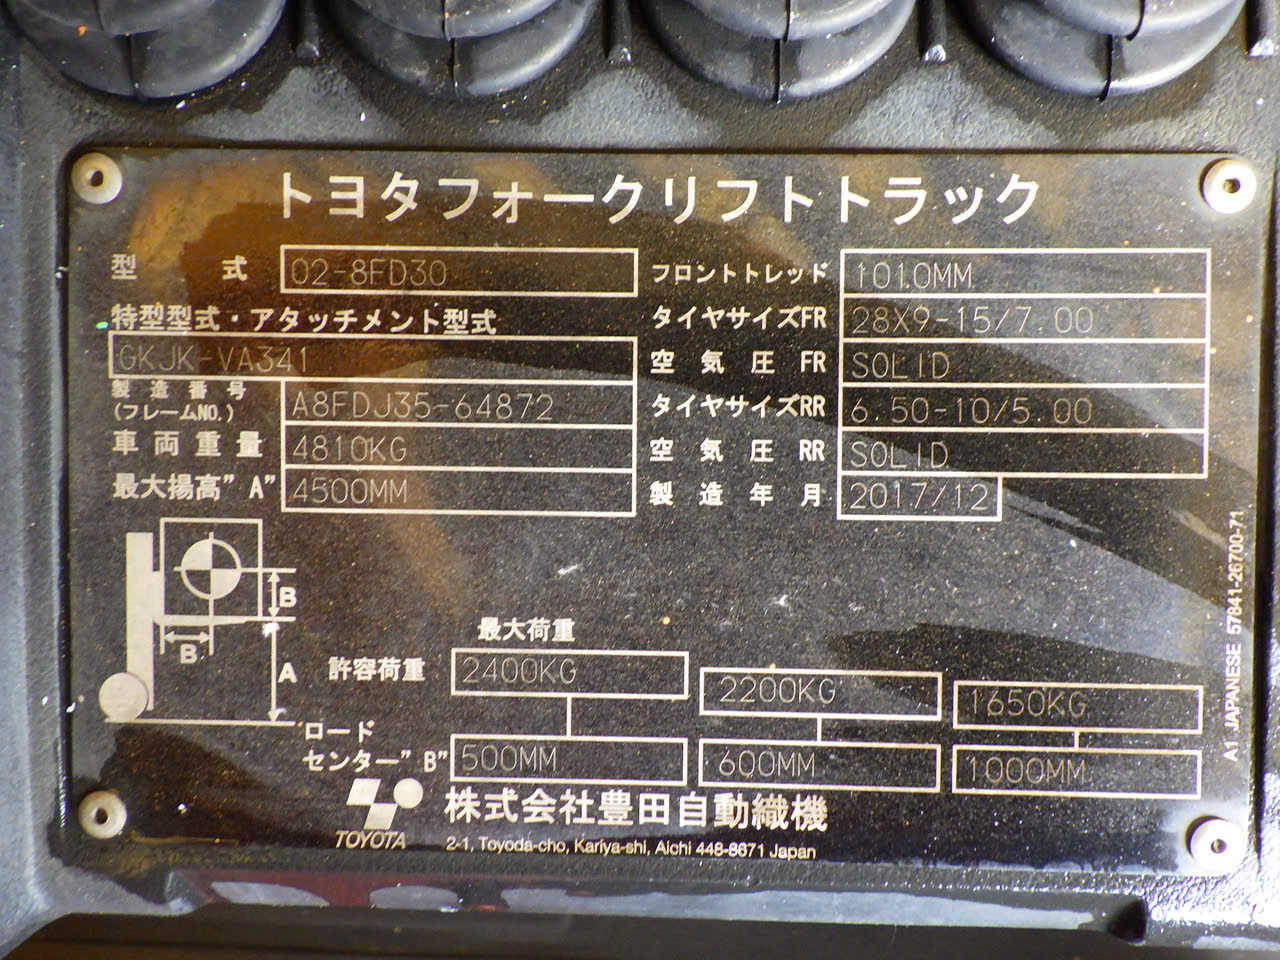 トヨタフォークリフトトラック
型 式 02-8FD30
特型型式・アタッチメント型式
GKJK-VA341
製造番号
(フレームNO.) A8FDJ35-64872
車両重量 4810KG
最大揚高"A" 4500MM
フロントトレッド 1010MM
タイヤサイズFR 28X9-15/7.00
空気圧 FR SOLID
タイヤサイズRR 6.50-10/5.00
空気圧 RR SOLID
製造年月 2017/12
B
B
A
最大荷重
許容荷重 2400KG 2200KG 1650KG
ロード
センター"B" 500MM 600MM 1000MM
TOYOTA 株式会社豊田自動織機
2-1, Toyoda-cho, Kariya-shi, Aichi 448-8671 Japan
A1 JAPANESE 57841-26700-71